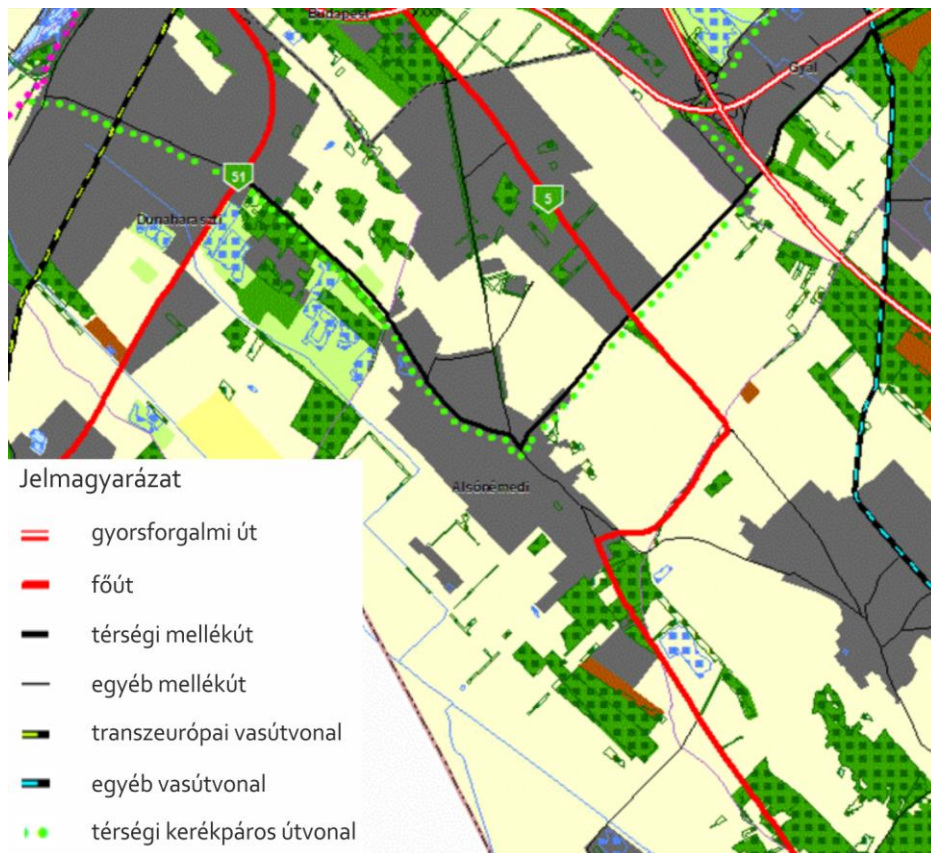 Budapest
Gyál
51
5
Dunaharaszti
Alsónémedi
Jelmagyarázat
gyorsforgalmi út
főút
térségi mellékút
egyéb mellékút
transzeurópai vasútvonal
egyéb vasútvonal
térségi kerékpáros útvonal